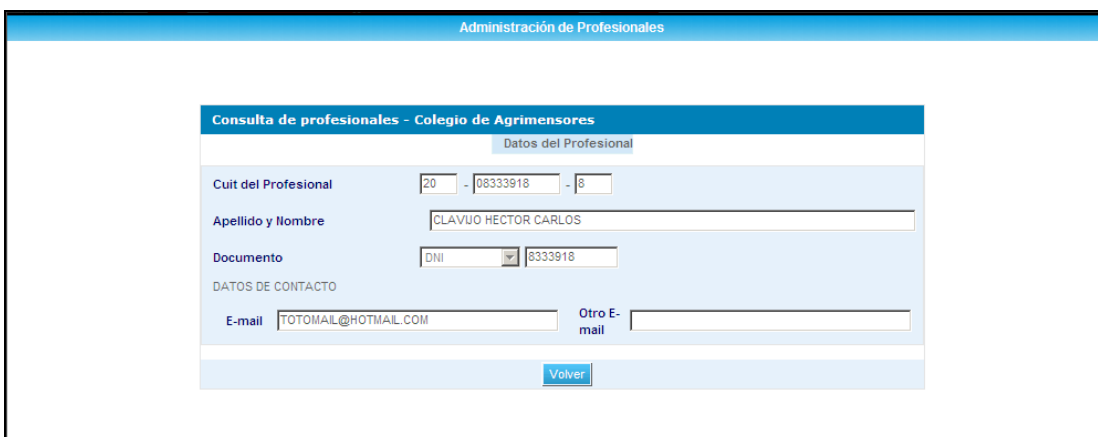 Administración de Profesionales
Consulta de profesionales - Colegio de Agrimensores
Datos del Profesional
Cuit del Profesional 20 - 08333918 - 8
Apellido y Nombre CLAVIJO HECTOR CARLOS
Documento DNI 8333918
DATOS DE CONTACTO
E-mail TOTOMAIL@HOTMAIL.COM Otro E-
mail
Volver